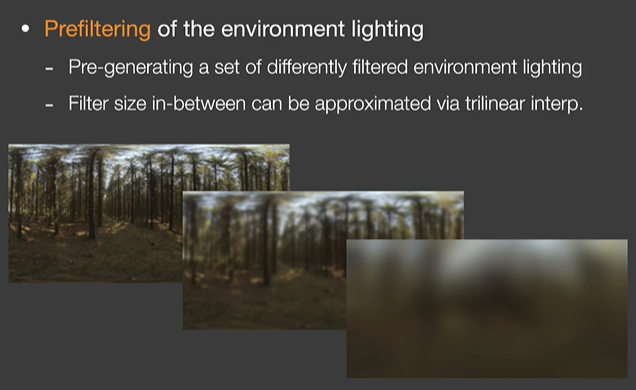 • Prefiltering of the environment lighting
- Pre-generating a set of differently filtered environment lighting
- Filter size in-between can be approximated via trilinear interp.